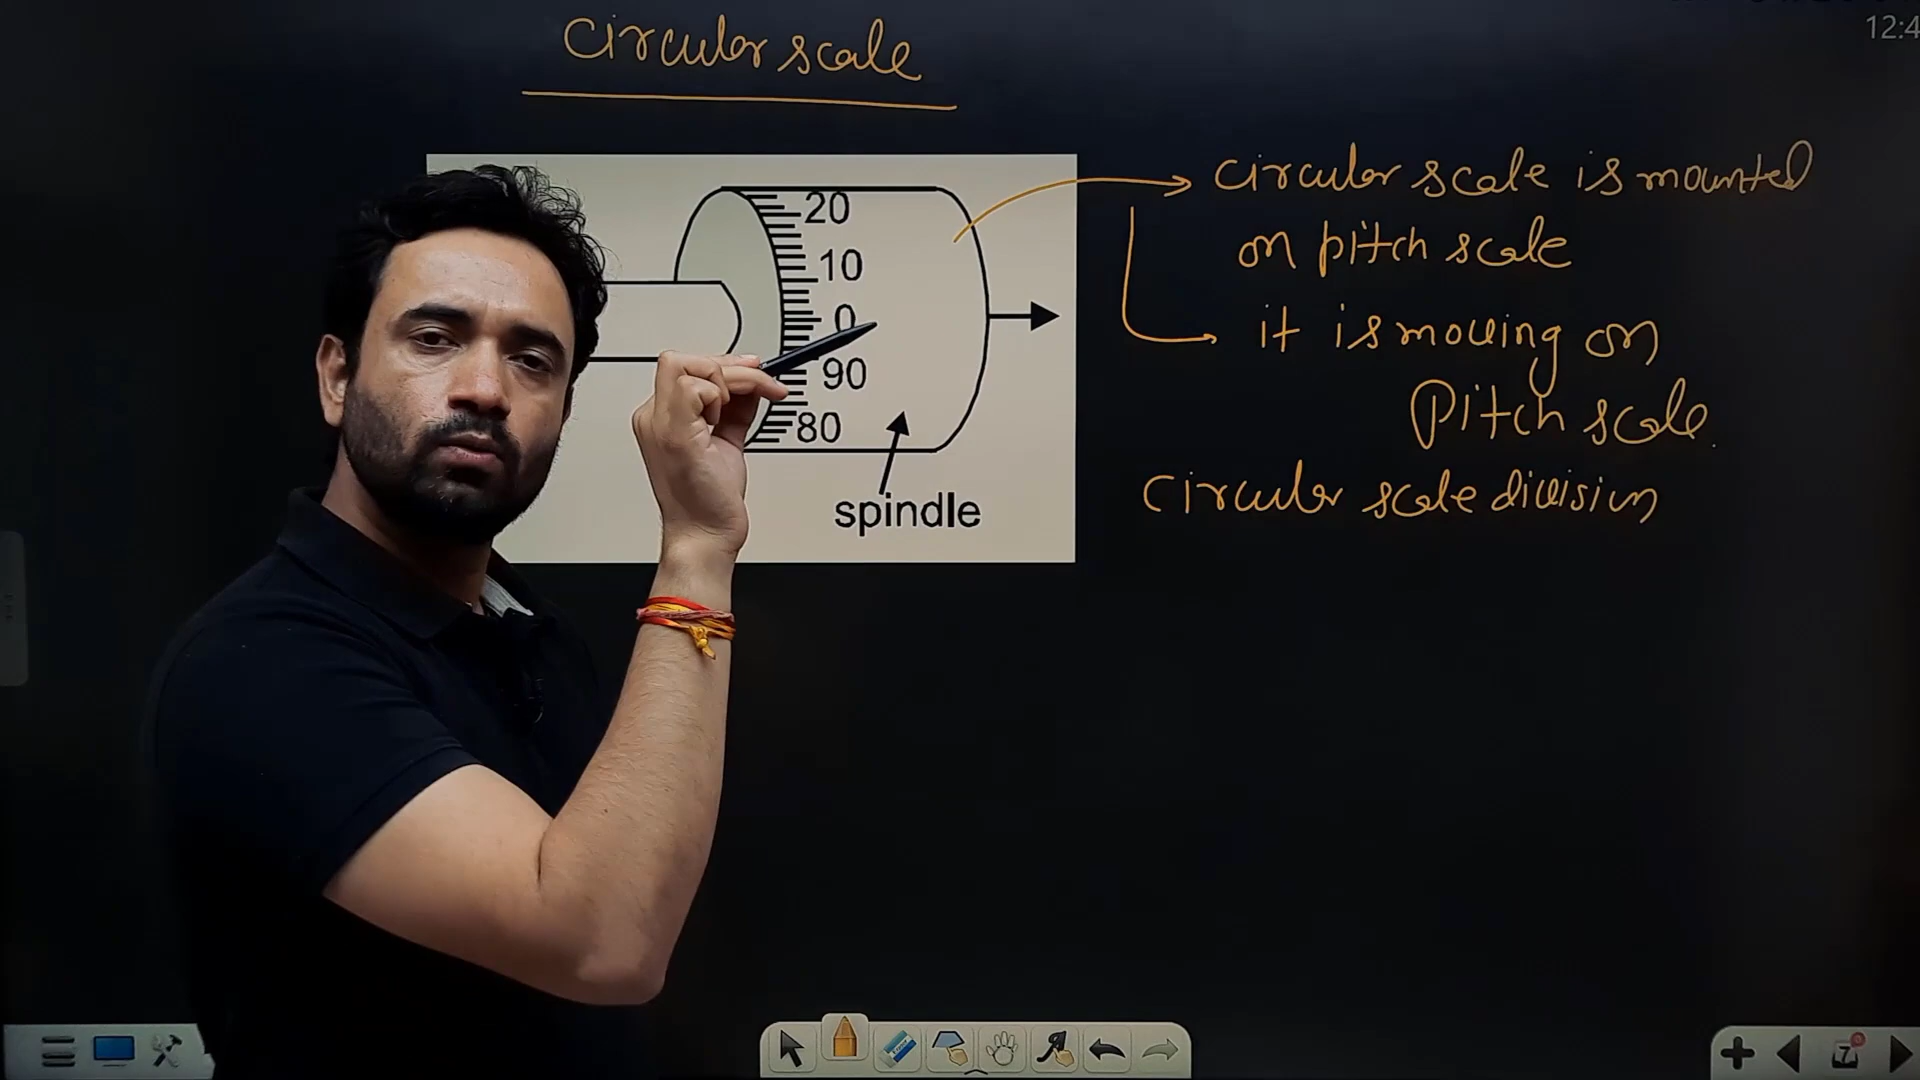 12:4
Circular scale
20
10
0
90
80
spindle
Circular scale is mounted
on pitch scale
it is moving on
Pitch scale.
Circular scale division
7